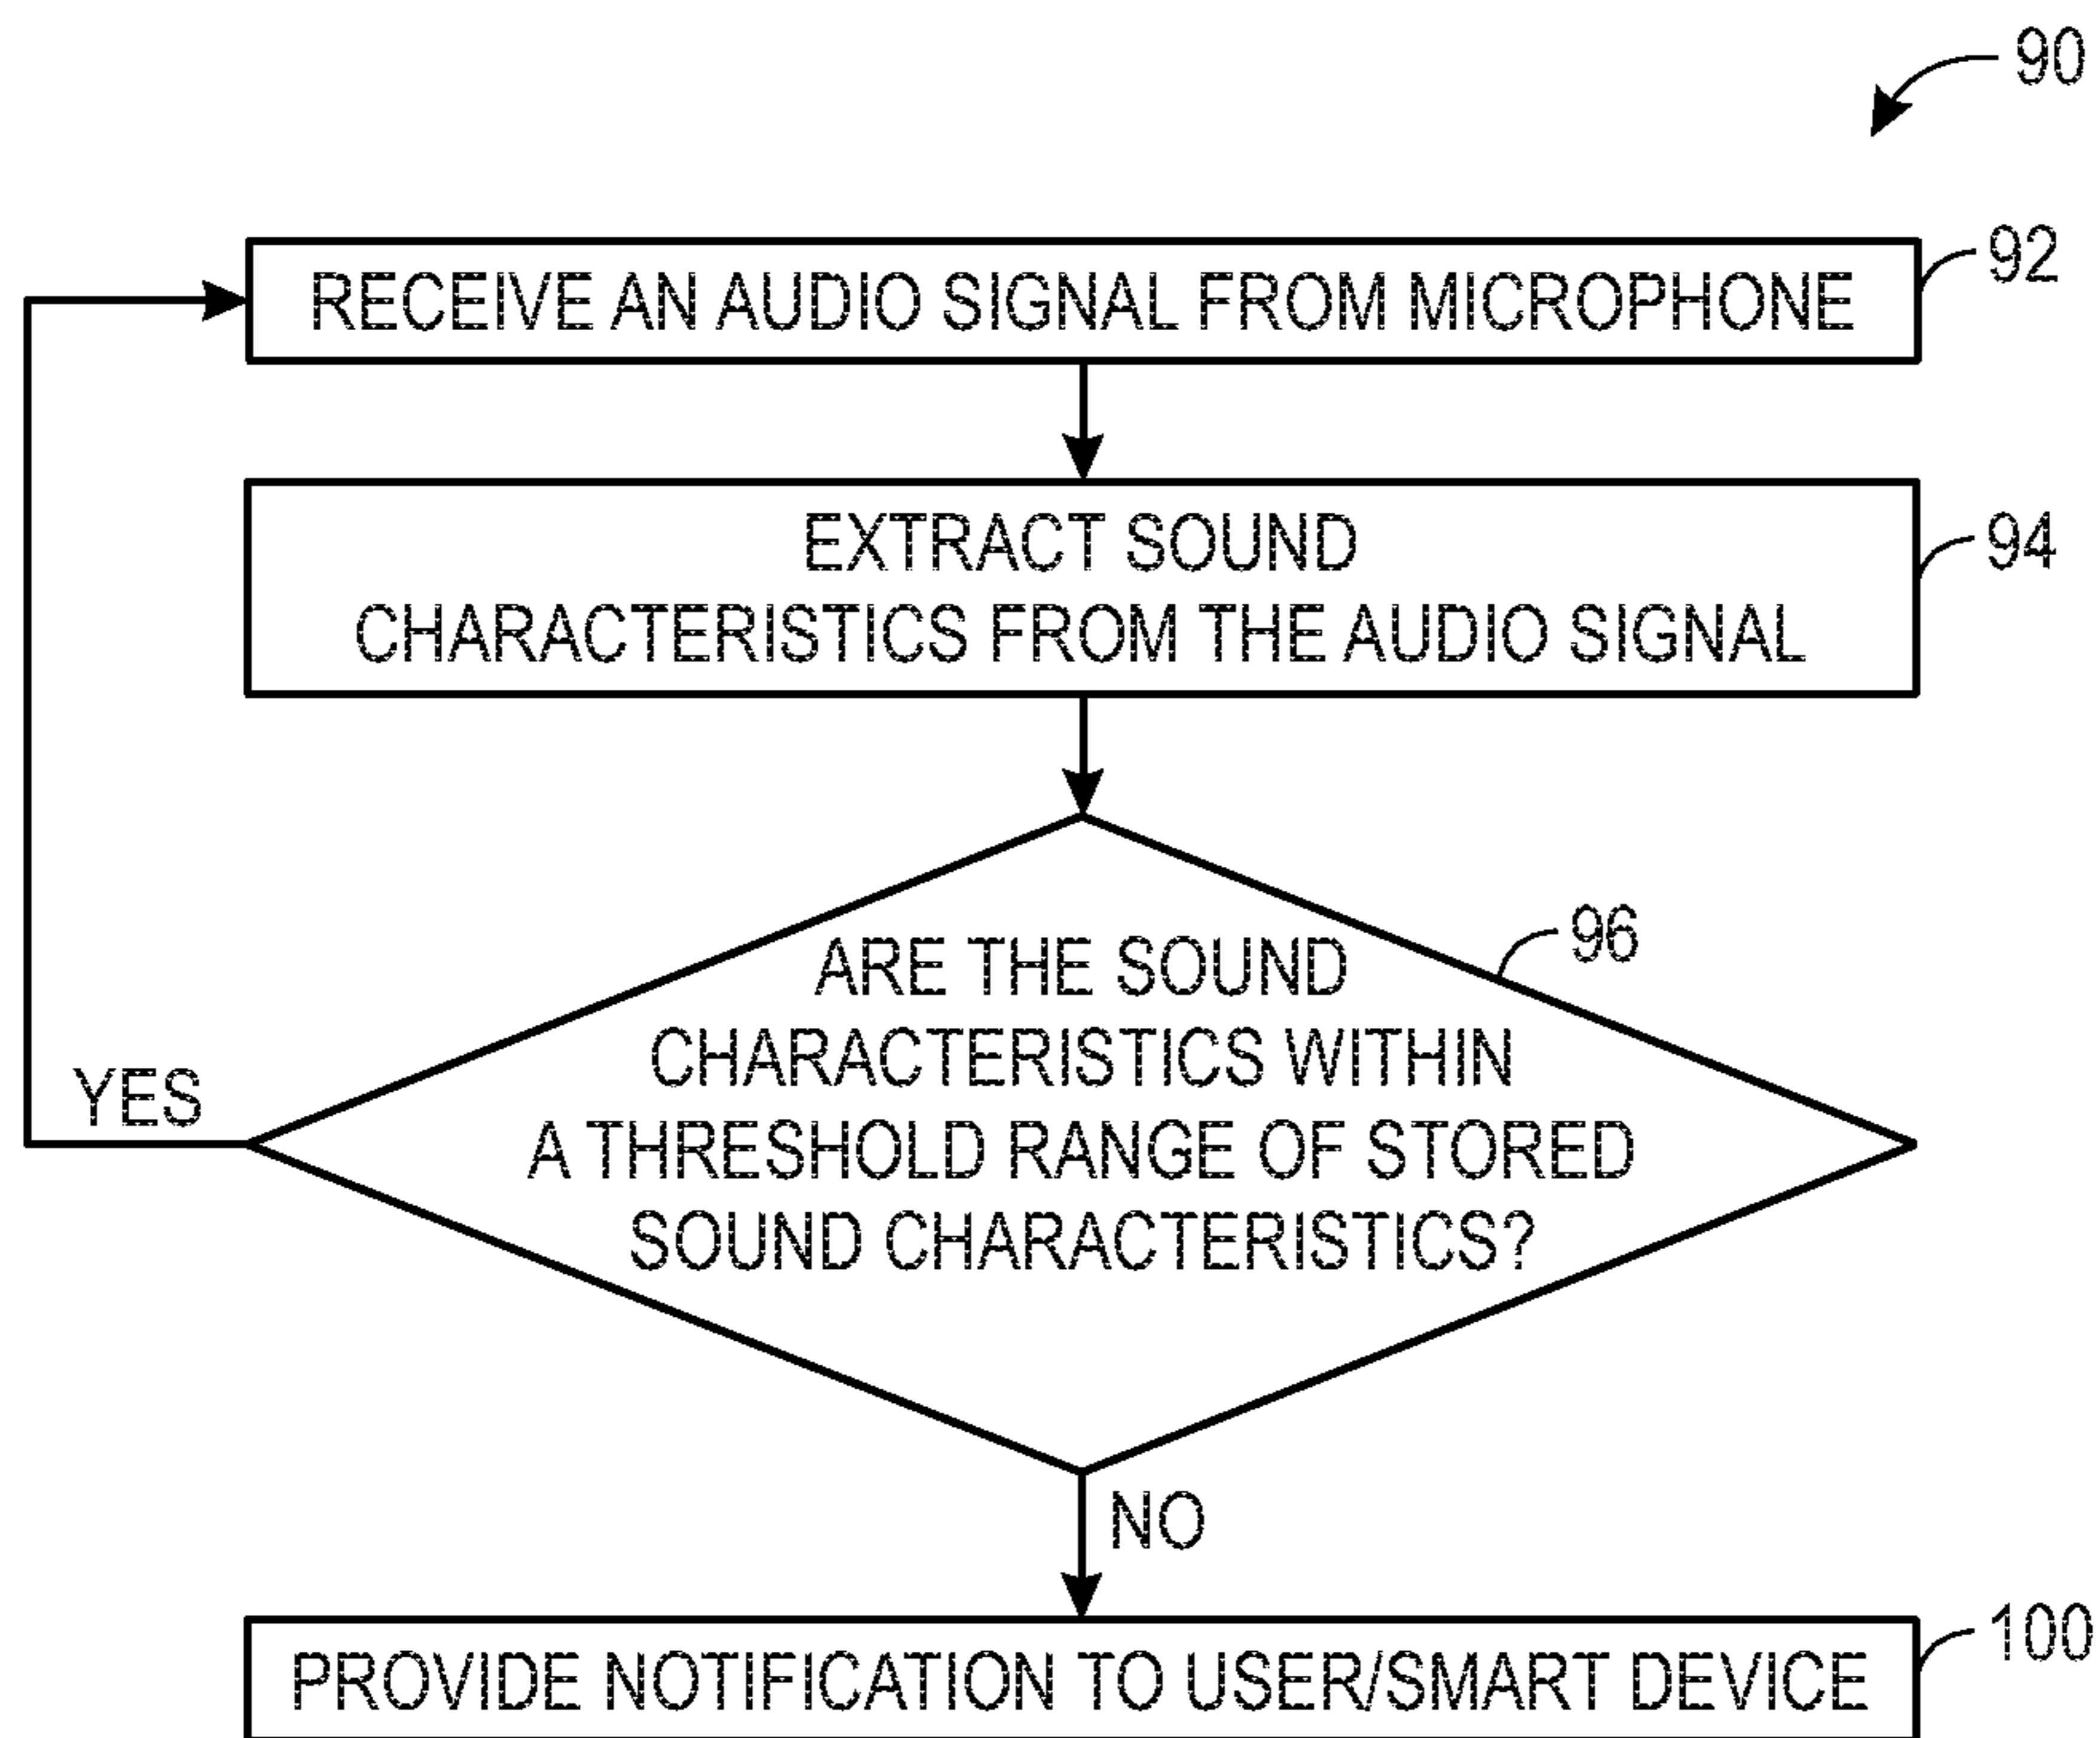 90
RECEIVE AN AUDIO SIGNAL FROM MICROPHONE
92
EXTRACT SOUND
CHARACTERISTICS FROM THE AUDIO SIGNAL
94
ARE THE SOUND
CHARACTERISTICS WITHIN
A THRESHOLD RANGE OF STORED
SOUND CHARACTERISTICS?
96
YES
NO
PROVIDE NOTIFICATION TO USER/SMART DEVICE
100